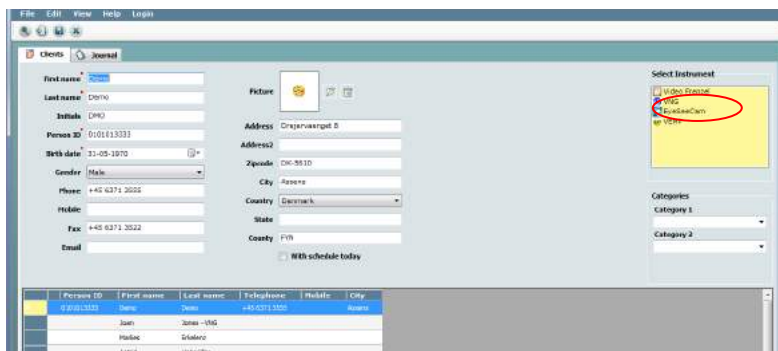 File Edit View Help Login
Clients Journal
First name Demo
Last name Demo
Initials DMO
Person ID 0101013333
Birth date 31-05-1970
Gender Male
Phone +45 6371 3555
Mobile
Fax +45 6371 3522
Email
Picture
Address Drejervaenget 8
Address2
Zipcode DK-5610
City Assens
Country Denmark
State
County FYN
With schedule today
Select Instrument
Video Frenzel
VNG
EyeSeeCam
VEMP
Categories
Category 1
Category 2
Person ID First name Last name Telephone Mobile City
0101013333 Demo Demo +45 6371 3555 Assens
Joen Jones -VNG